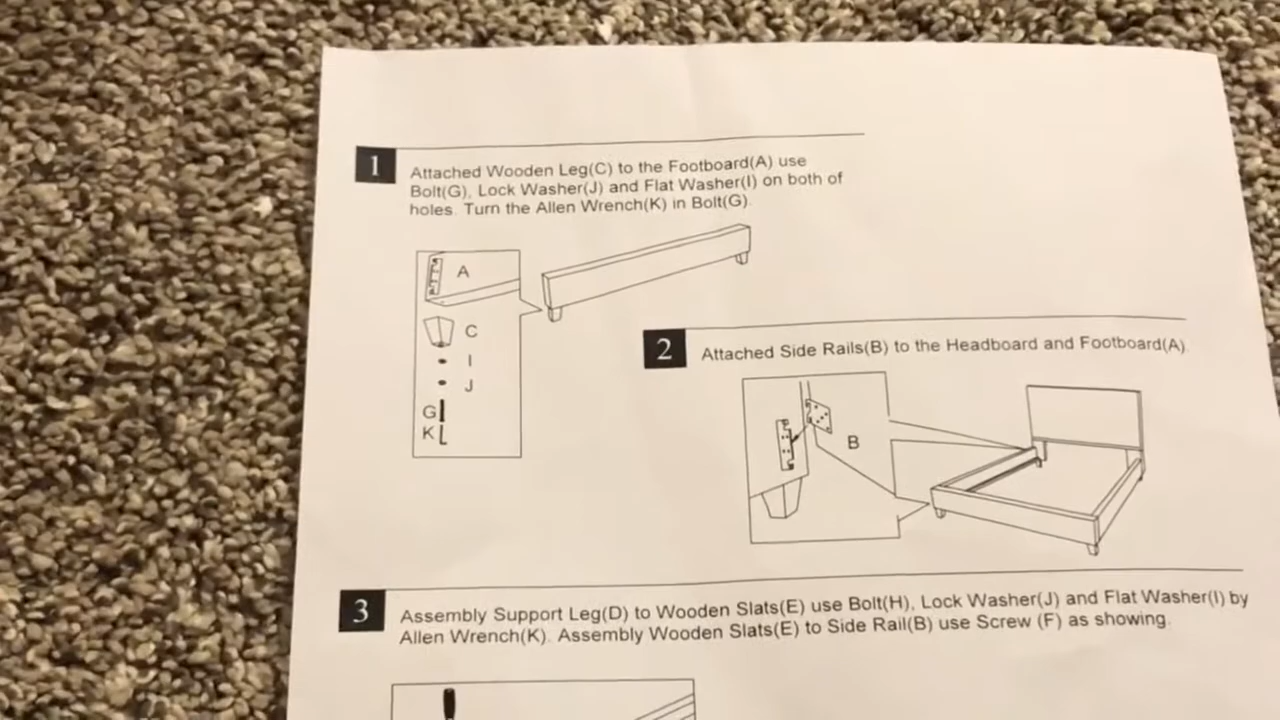 1
Attached Wooden Leg(C) to the Footboard(A) use
Bolt(G), Lock Washer(J) and Flat Washer(I) on both of
holes. Turn the Allen Wrench(K) in Bolt(G).
A
C
I
J
G
K
2
Attached Side Rails(B) to the Headboard and Footboard(A).
B
3
Assembly Support Leg(D) to Wooden Slats(E) use Bolt(H), Lock Washer(J) and Flat Washer(I) by
Allen Wrench(K). Assembly Wooden Slats(E) to Side Rail(B) use Screw (F) as showing.